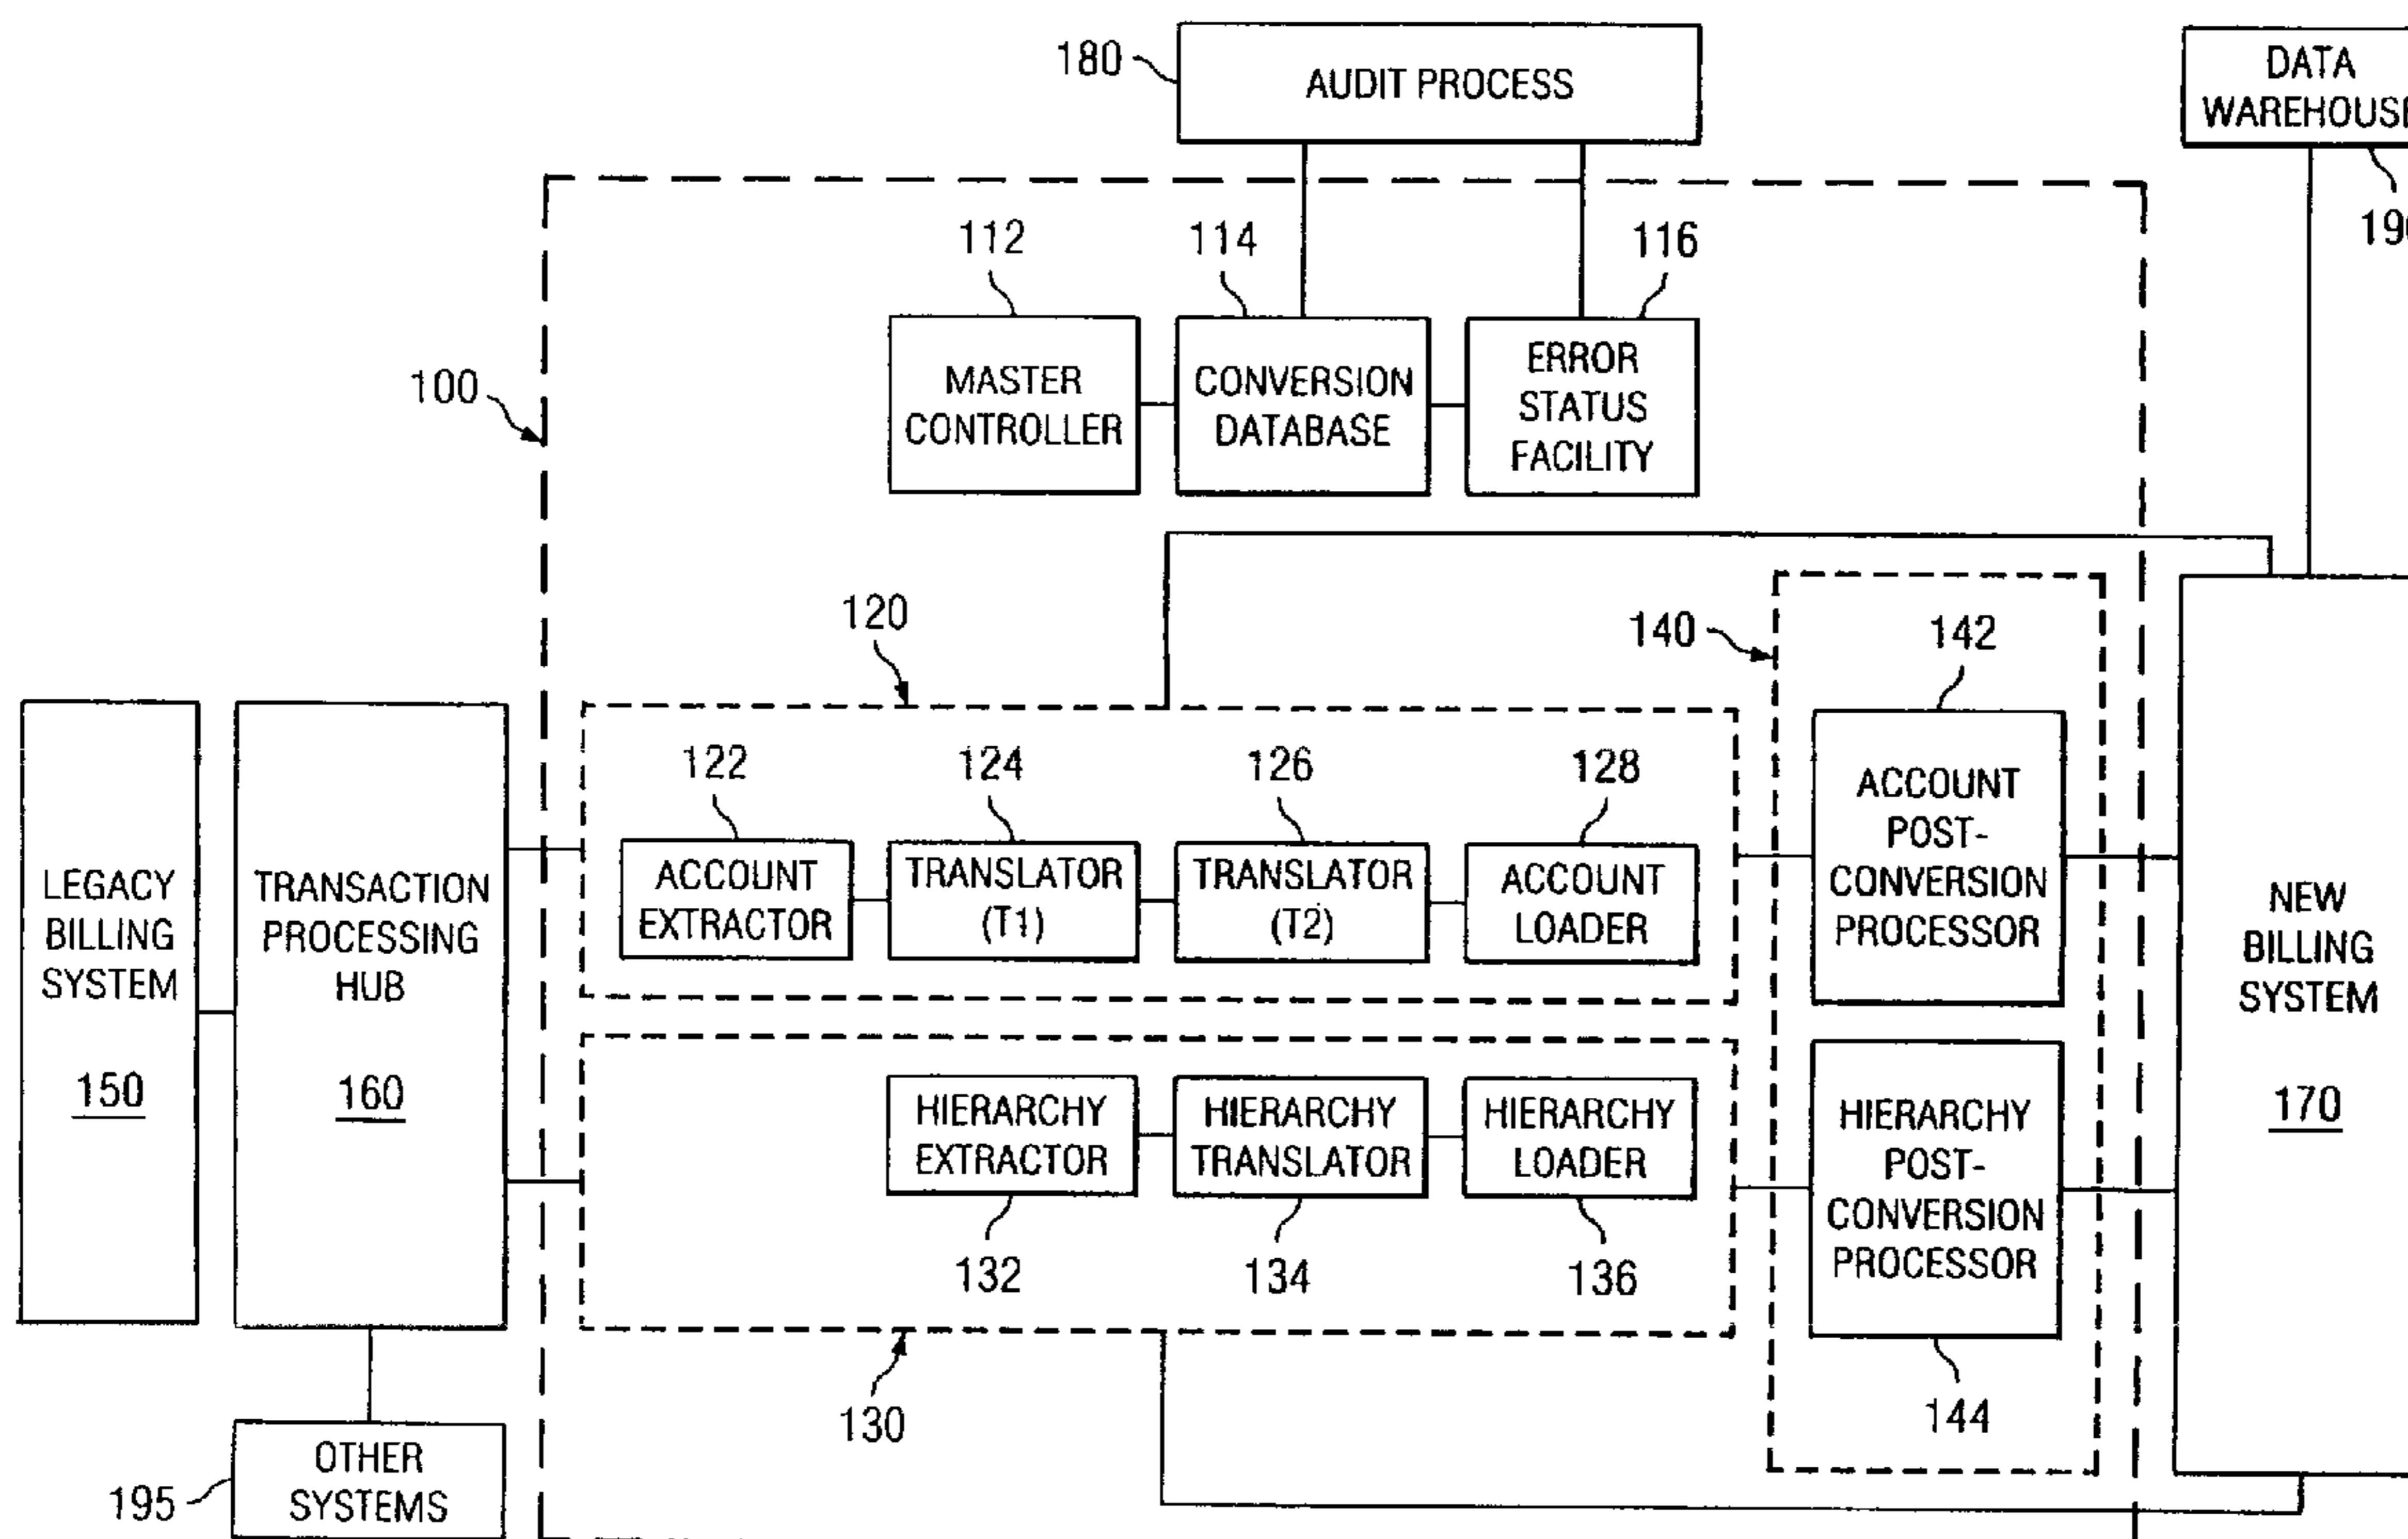 180
AUDIT PROCESS
DATA
WAREHOUSE
112
114
116
100
MASTER
CONTROLLER
CONVERSION
DATABASE
ERROR
STATUS
FACILITY
120
140
142
LEGACY
BILLING
SYSTEM
150
TRANSACTION
PROCESSING
HUB
160
122
124
126
128
ACCOUNT
EXTRACTOR
TRANSLATOR
(T1)
TRANSLATOR
(T2)
ACCOUNT
LOADER
ACCOUNT
POST-
CONVERSION
PROCESSOR
NEW
BILLING
SYSTEM
170
HIERARCHY
EXTRACTOR
HIERARCHY
TRANSLATOR
HIERARCHY
LOADER
HIERARCHY
POST-
CONVERSION
PROCESSOR
132
134
136
130
144
195
OTHER
SYSTEMS